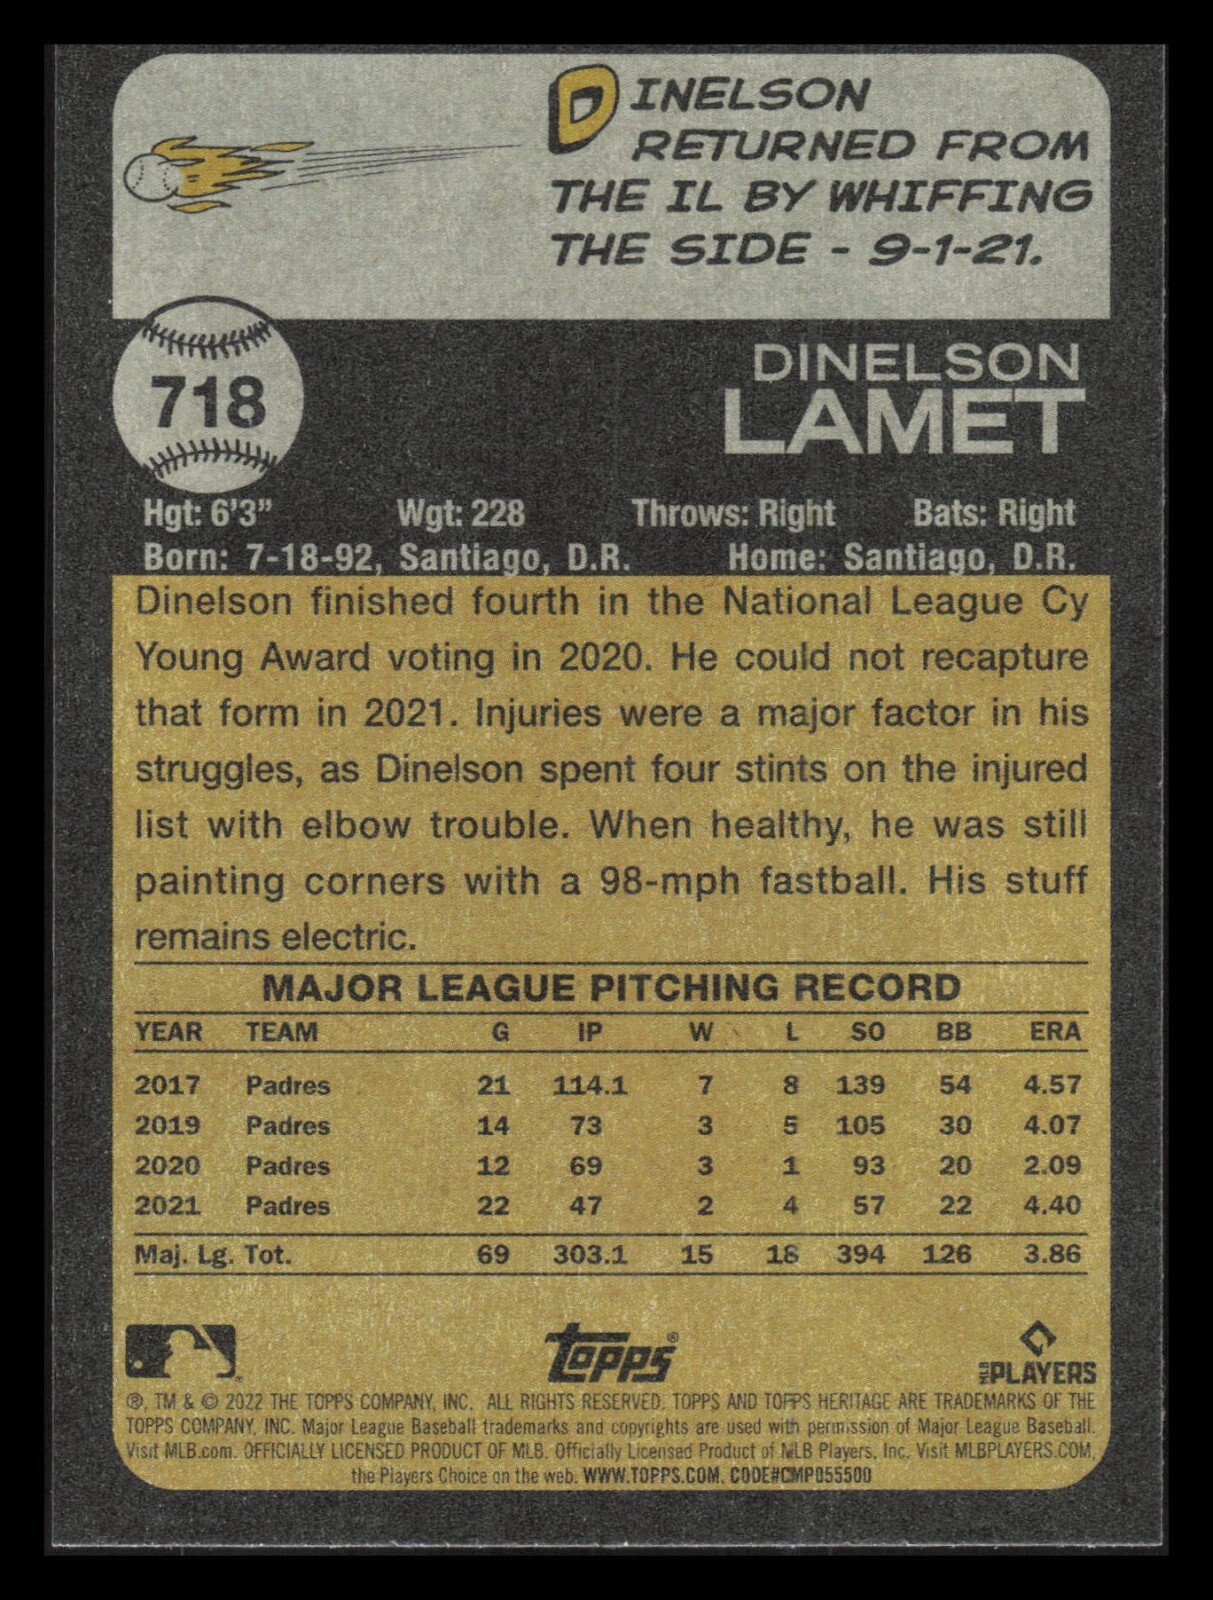 DINELSON
RETURNED FROM
THE IL BY WHIFFING
THE SIDE - 9-1-21.
718
DINELSON
LAMET
Hgt: 6'3" Wgt: 228 Throws: Right Bats: Right
Born: 7-18-92, Santiago, D.R. Home: Santiago, D.R.
Dinelson finished fourth in the National League Cy
Young Award voting in 2020. He could not recapture
that form in 2021. Injuries were a major factor in his
struggles, as Dinelson spent four stints on the injured
list with elbow trouble. When healthy, he was still
painting corners with a 98-mph fastball. His stuff
remains electric.
MAJOR LEAGUE PITCHING RECORD
YEAR TEAM G IP W L SO BB ERA
2017 Padres 21 114.1 7 8 139 54 4.57
2019 Padres 14 73 3 5 105 30 4.07
2020 Padres 12 69 3 1 93 20 2.09
2021 Padres 22 47 2 4 57 22 4.40
Maj. Lg. Tot. 69 303.1 15 18 394 126 3.86
Topps®
MLB PLAYERS
®, TM & © 2022 THE TOPPS COMPANY, INC. ALL RIGHTS RESERVED. TOPPS AND TOPPS HERITAGE ARE TRADEMARKS OF THE
TOPPS COMPANY, INC. Major League Baseball trademarks and copyrights are used with permission of Major League Baseball.
Visit MLB.com. OFFICIALLY LICENSED PRODUCT OF MLB. Officially Licensed Product of MLB Players, Inc. Visit MLBPLAYERS.COM,
the Players Choice on the web. WWW.TOPPS.COM. CODE#CMP055500